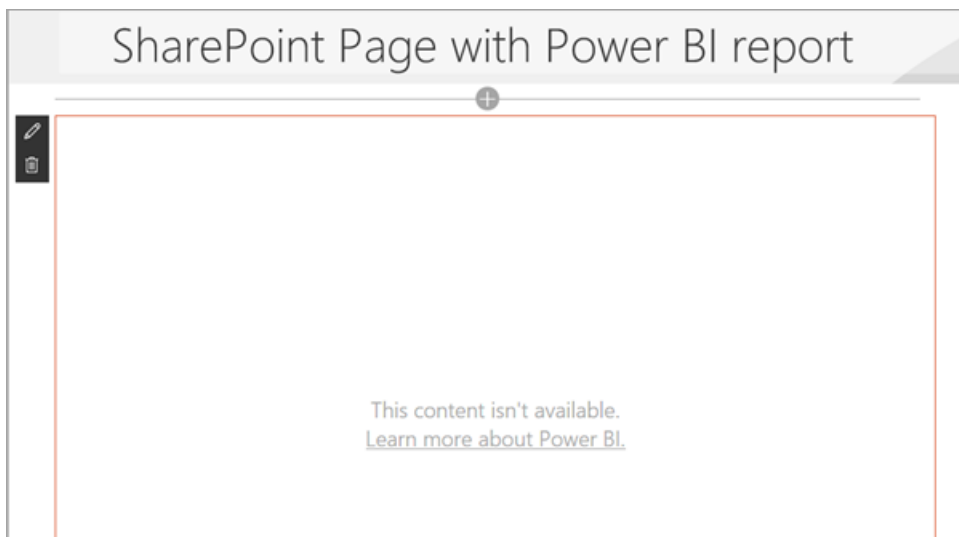 SharePoint Page with Power BI report
This content isn't available.
Learn more about Power BI.